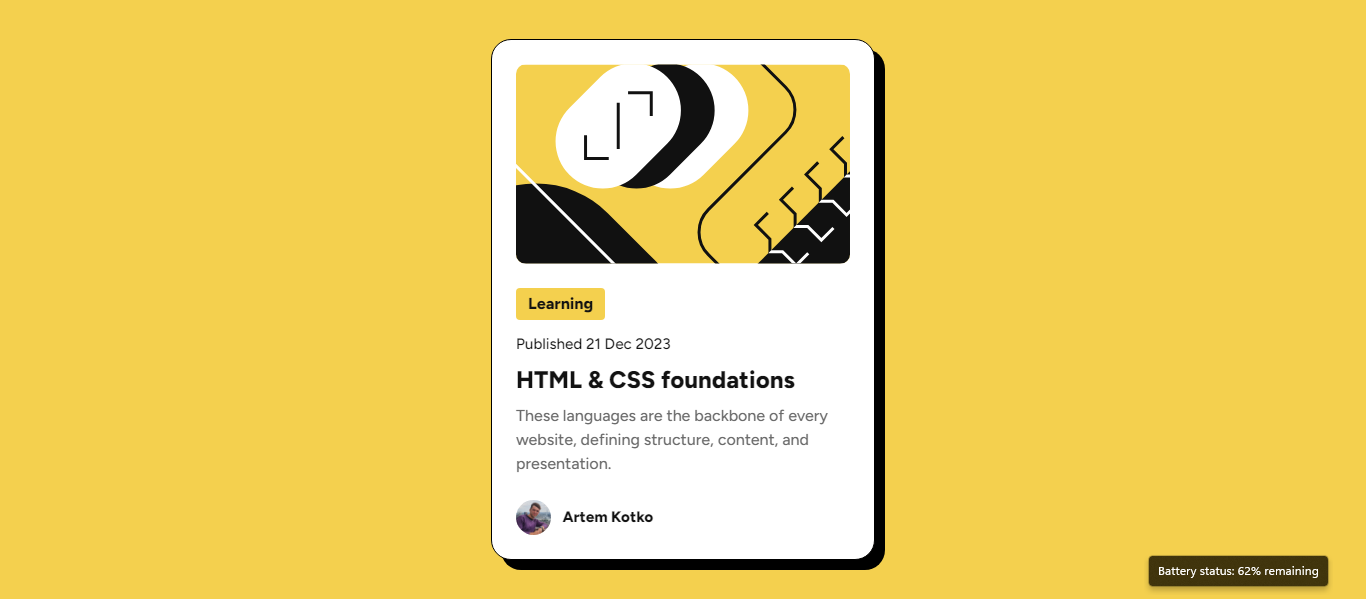 Learning
Published 21 Dec 2023
HTML & CSS foundations
These languages are the backbone of every
website, defining structure, content, and
presentation.
Artem Kotko
Battery status: 62% remaining